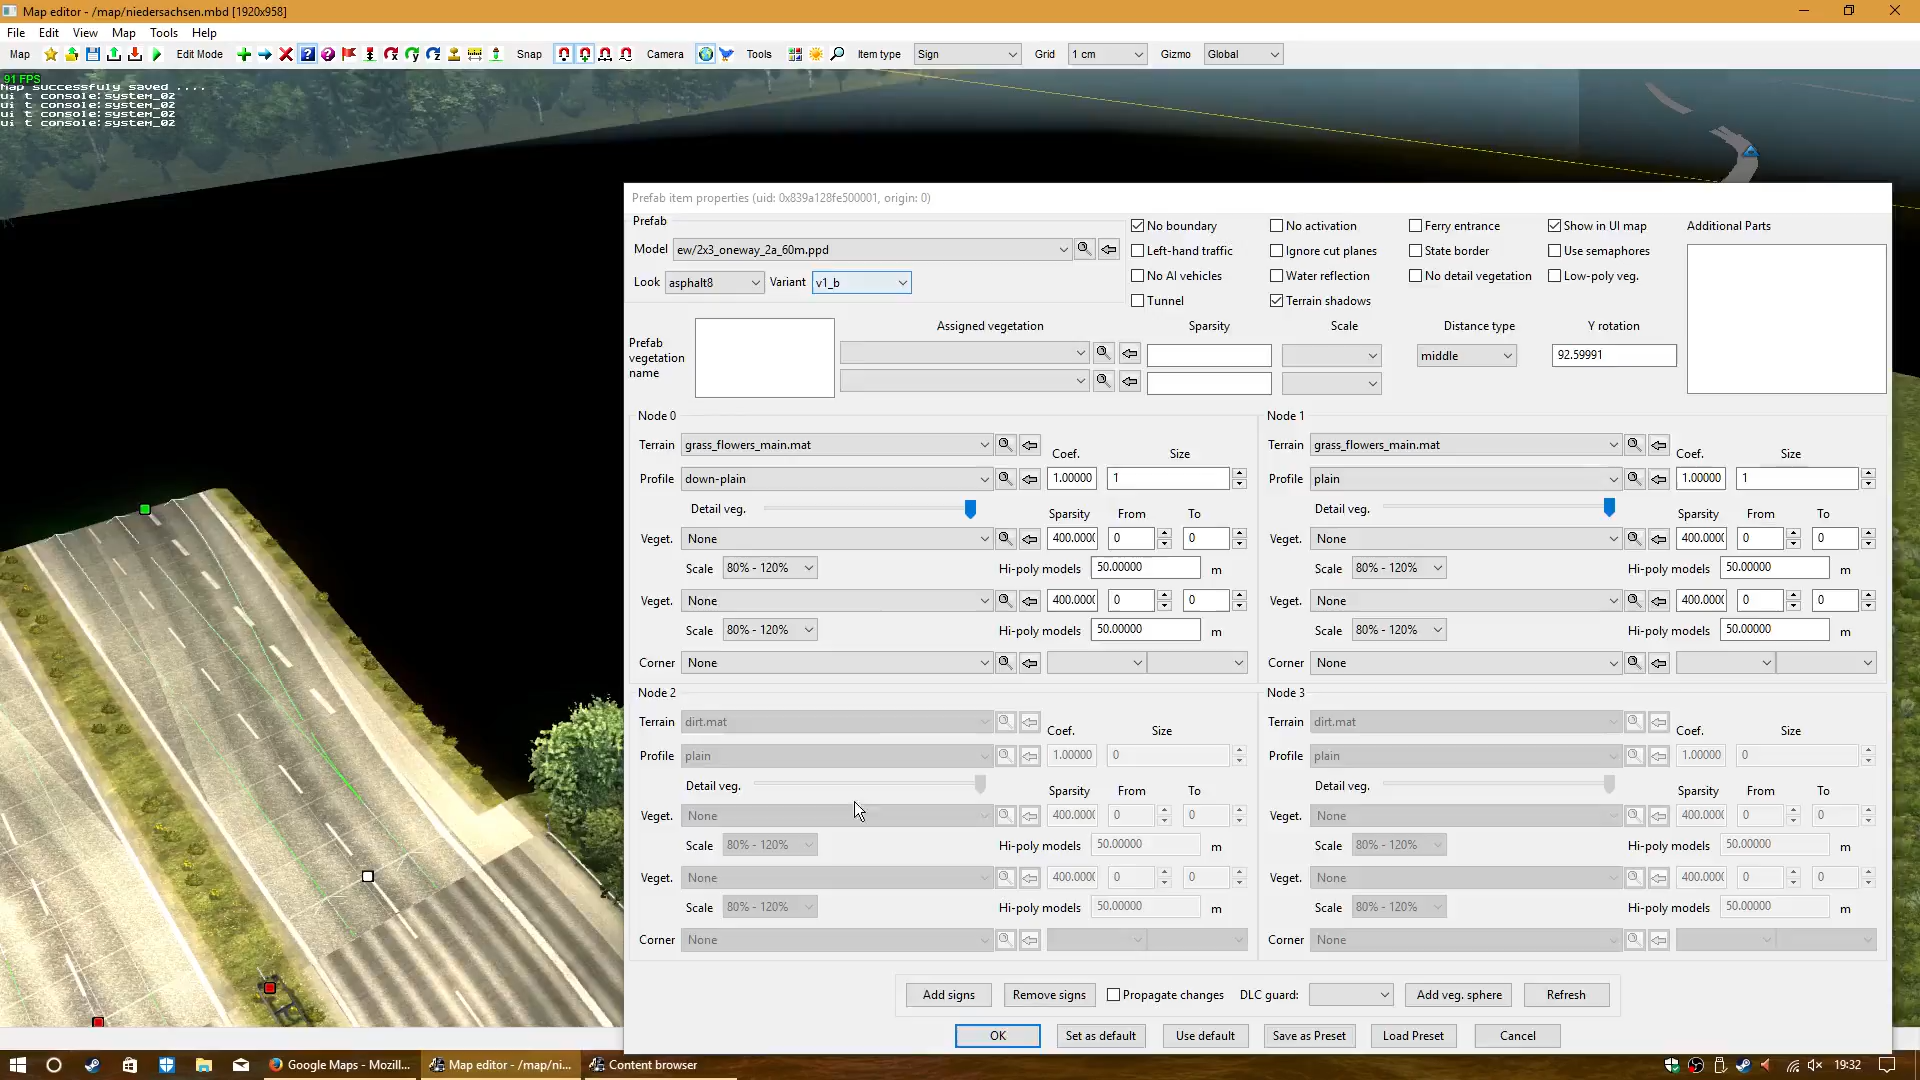 Map editor - /map/niedersachsen.mbd [1920x958]
File Edit View Map Tools Help
Map Edit Mode Snap Camera Tools Item type Sign Grid 1 cm Gizmo Global
91 FPS
Map successfuly saved ....
ui t console:system_02
ui t console:system_02
ui t console:system_02
ui t console:system_02
Prefab item properties (uid: 0x839a128fe500001, origin: 0)
Prefab
Model ew/2x3_oneway_2a_60m.ppd
Look asphalt8 Variant v1_b
No boundary No activation Ferry entrance Show in UI map Additional Parts
Left-hand traffic Ignore cut planes State border Use semaphores
No AI vehicles Water reflection No detail vegetation Low-poly veg.
Tunnel Terrain shadows
Prefab vegetation name Assigned vegetation Sparsity Scale Distance type Y rotation
middle 92.59991
Node 0
Terrain grass_flowers_main.mat Coef. Size
Profile down-plain 1.00000 1
Detail veg. Sparsity From To
Veget. None 400.000 0 0
Scale 80% - 120% Hi-poly models 50.00000 m
Veget. None 400.000 0 0
Scale 80% - 120% Hi-poly models 50.00000 m
Corner None
Node 1
Terrain grass_flowers_main.mat Coef. Size
Profile plain 1.00000 1
Detail veg. Sparsity From To
Veget. None 400.000 0 0
Scale 80% - 120% Hi-poly models 50.00000 m
Veget. None 400.000 0 0
Scale 80% - 120% Hi-poly models 50.00000 m
Corner None
Node 2
Terrain dirt.mat Coef. Size
Profile plain 1.00000 0
Detail veg. Sparsity From To
Veget. None 400.000 0 0
Scale 80% - 120% Hi-poly models 50.00000 m
Veget. None 400.000 0 0
Scale 80% - 120% Hi-poly models 50.00000 m
Corner None
Node 3
Terrain dirt.mat Coef. Size
Profile plain 1.00000 0
Detail veg. Sparsity From To
Veget. None 400.000 0 0
Scale 80% - 120% Hi-poly models 50.00000 m
Veget. None 400.000 0 0
Scale 80% - 120% Hi-poly models 50.00000 m
Corner None
Add signs Remove signs Propagate changes DLC guard: Add veg. sphere Refresh
OK Set as default Use default Save as Preset Load Preset Cancel
Google Maps - Mozill... Map editor - /map/ni... Content browser 19:32